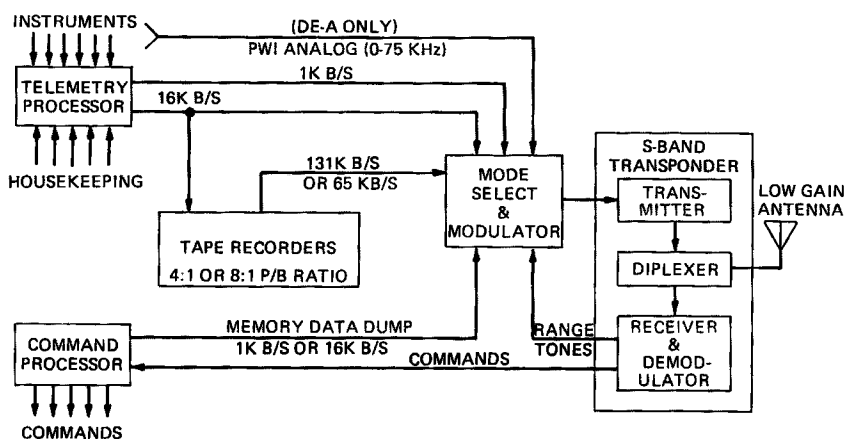 INSTRUMENTS
(DE-A ONLY)
PWI ANALOG (0-75 KHz)
TELEMETRY
PROCESSOR
1K B/S
16K B/S
HOUSEKEEPING
131K B/S
OR 65 KB/S
TAPE RECORDERS
4:1 OR 8:1 P/B RATIO
MODE
SELECT
&
MODULATOR
S-BAND
TRANSPONDER
TRANS-
MITTER
LOW GAIN
ANTENNA
DIPLEXER
RECEIVER
&
DEMOD-
ULATOR
RANGE
TONES
MEMORY DATA DUMP
1K B/S OR 16K B/S
COMMANDS
COMMAND
PROCESSOR
COMMANDS